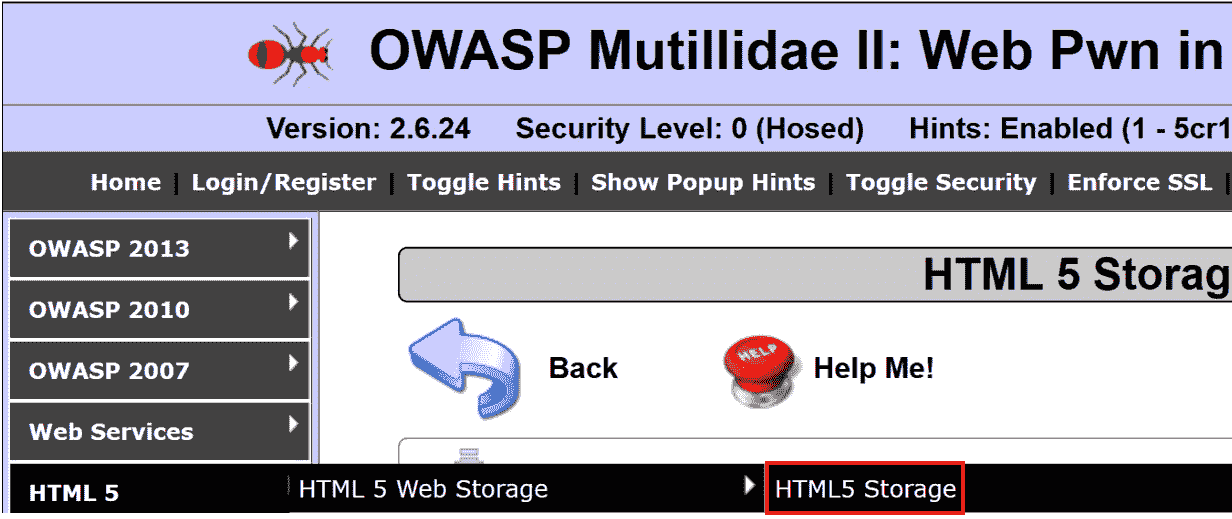 OWASP Mutillidae II: Web Pwn in
Version: 2.6.24 Security Level: 0 (Hosed) Hints: Enabled (1 - 5cr1
Home Login/Register Toggle Hints Show Popup Hints Toggle Security Enforce SSL
OWASP 2013
HTML 5 Storag
OWASP 2010
OWASP 2007
Back
HELP
Help Me!
Web Services
HTML 5
HTML 5 Web Storage
HTML5 Storage